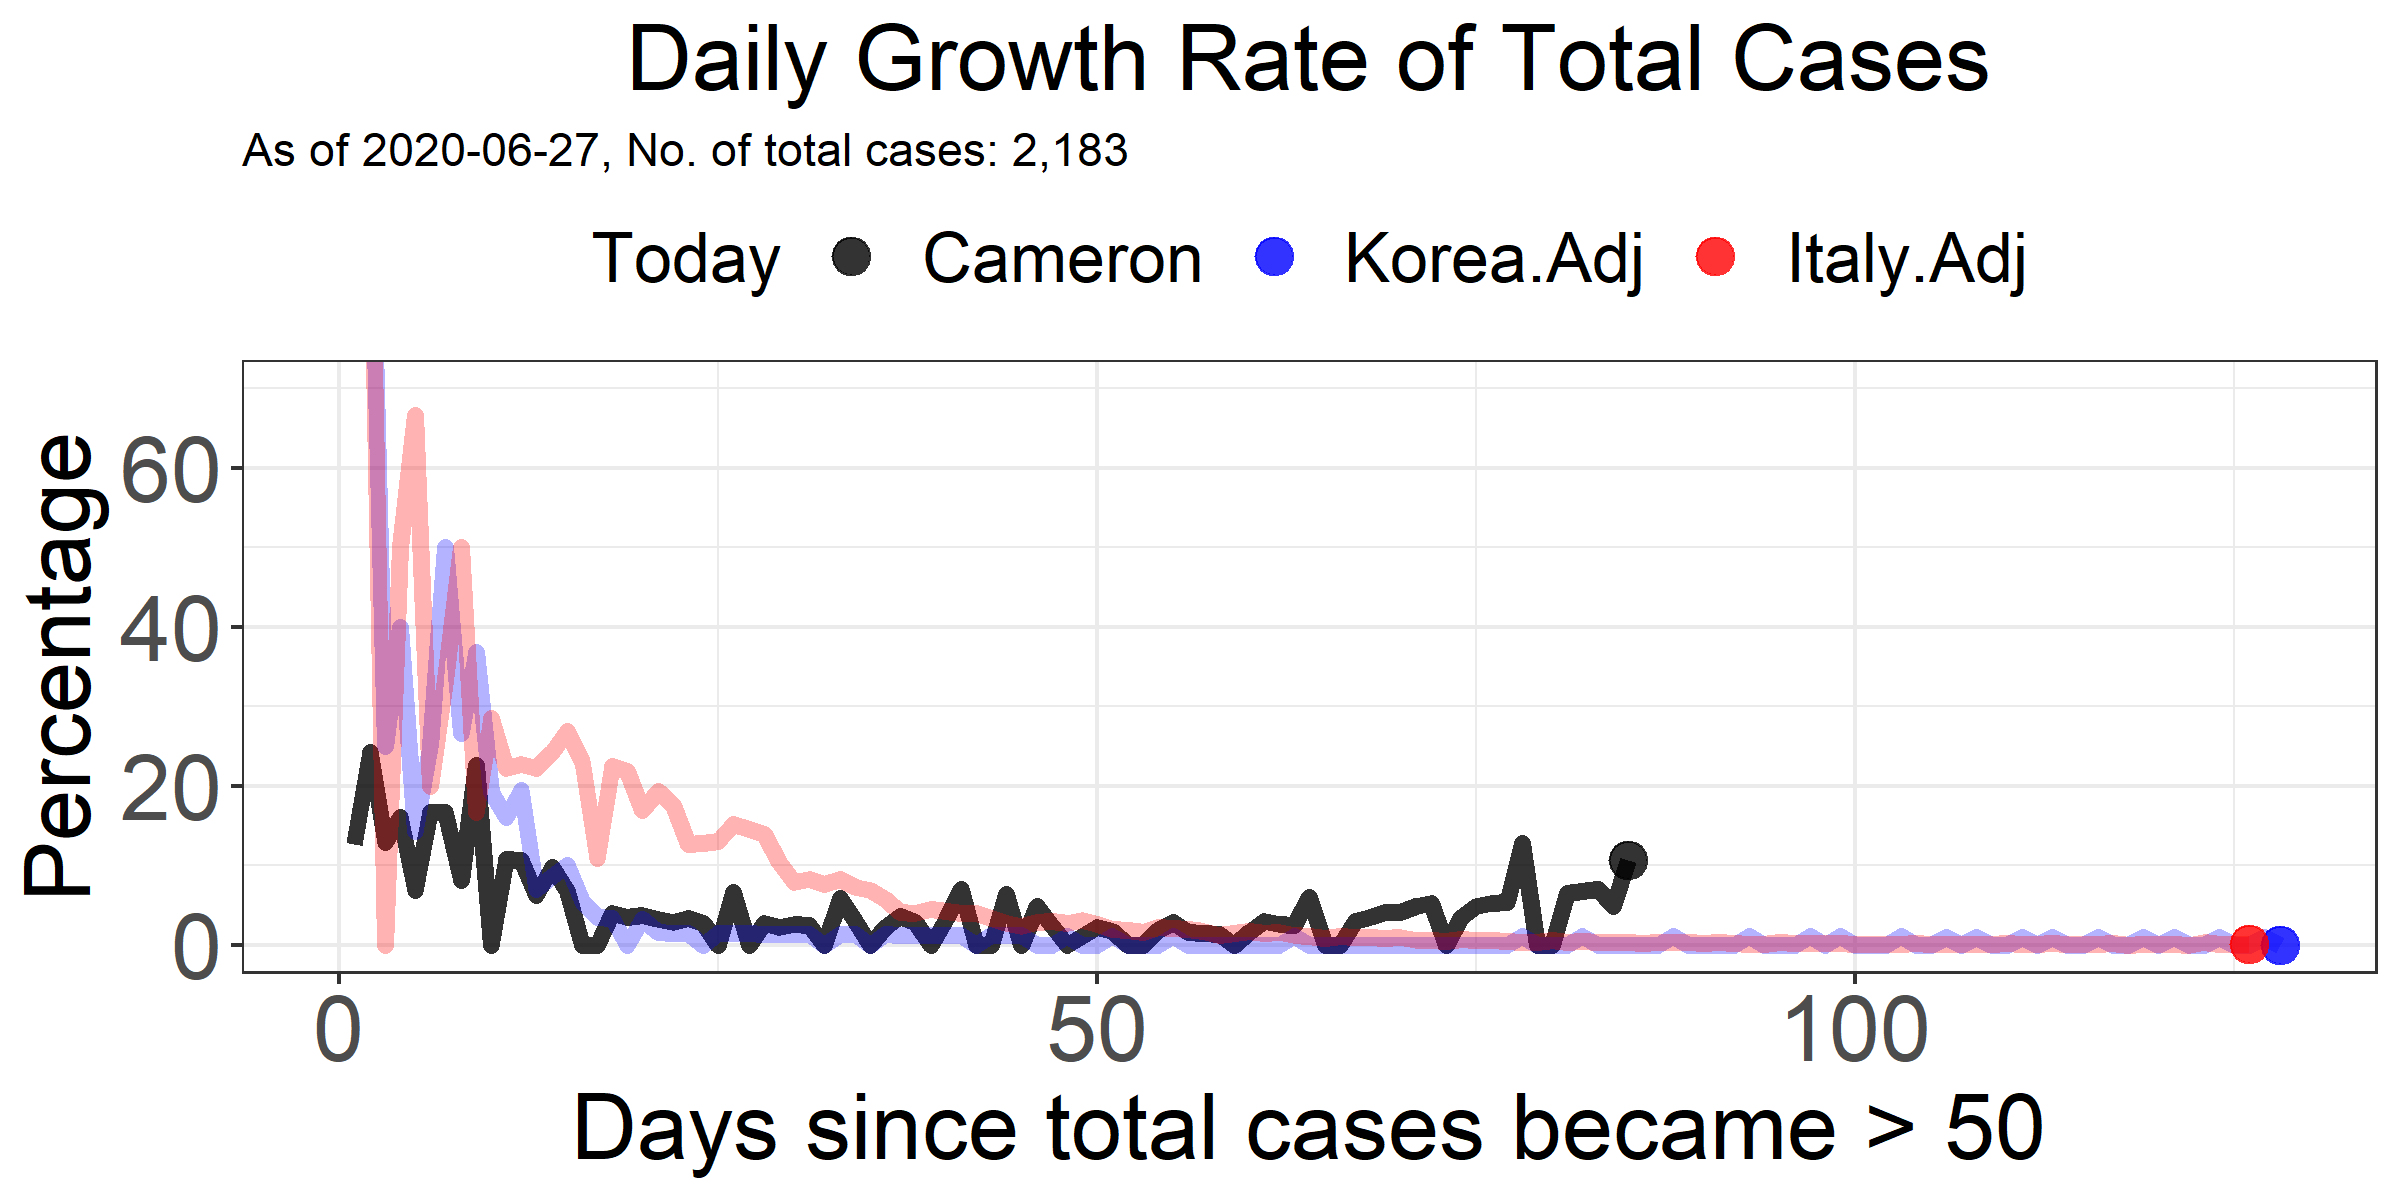 Daily Growth Rate of Total Cases
As of 2020-06-27, No. of total cases: 2,183
Today Cameron Korea.Adj Italy.Adj
Percentage
60
40
20
0
0 50 100
Days since total cases became > 50